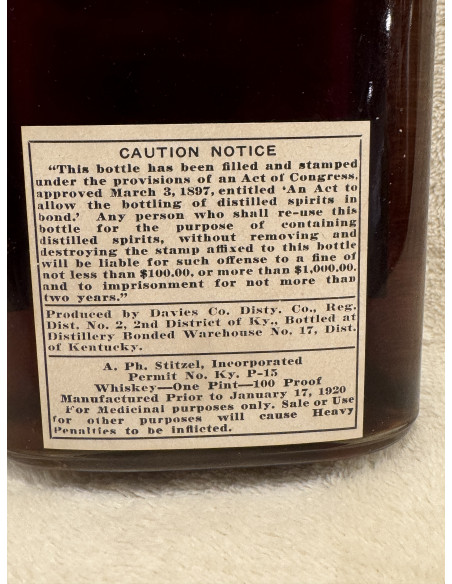 CAUTION NOTICE
"This bottle has been filled and stamped
under the provisions of an Act of Congress,
approved March 3, 1897, entitled 'An Act to
allow the bottling of distilled spirits in
bond.' Any person who shall re-use this
bottle for the purpose of containing
distilled spirits, without removing and
destroying the stamp affixed to this bottle
will be liable for such offense to a fine of
not less than $100.00, or more than $1,000.00,
and to imprisonment for not more than
two years."
Produced by Davies Co. Disty. Co., Reg.
Dist. No. 2, 2nd District of Ky., Bottled at
Distillery Bonded Warehouse No. 17, Dist.
of Kentucky.
A. Ph. Stitzel, Incorporated
Permit No. Ky. P-15
Whiskey—One Pint—100 Proof
Manufactured Prior to January 17, 1920
For Medicinal purposes only. Sale or Use
for other purposes will cause Heavy
Penalties to be inflicted.